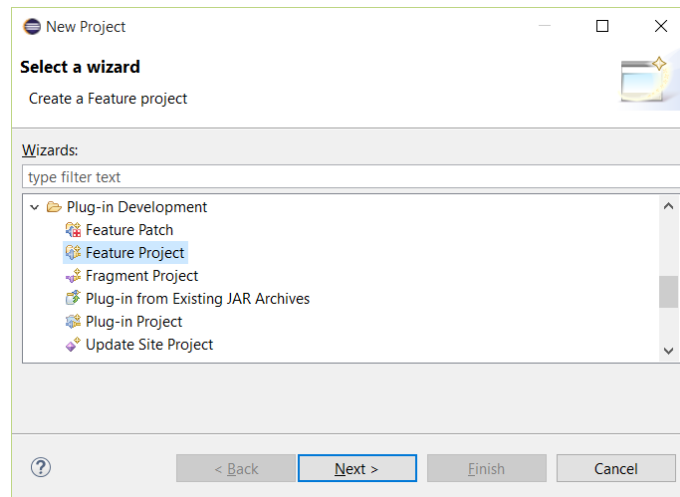 New Project
Select a wizard
Create a Feature project
Wizards:
type filter text
Plug-in Development
Feature Patch
Feature Project
Fragment Project
Plug-in from Existing JAR Archives
Plug-in Project
Update Site Project
? < Back Next > Finish Cancel